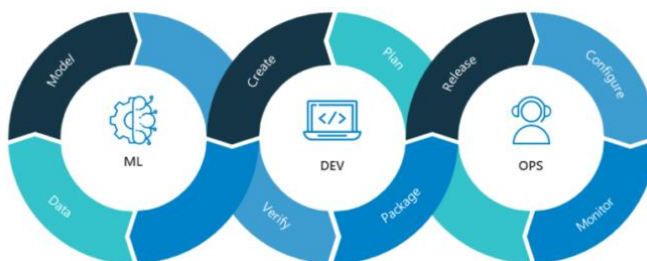 Model
Data
ML
Create
Plan
Verify
Package
</>
DEV
Release
Configure
Monitor
OPS